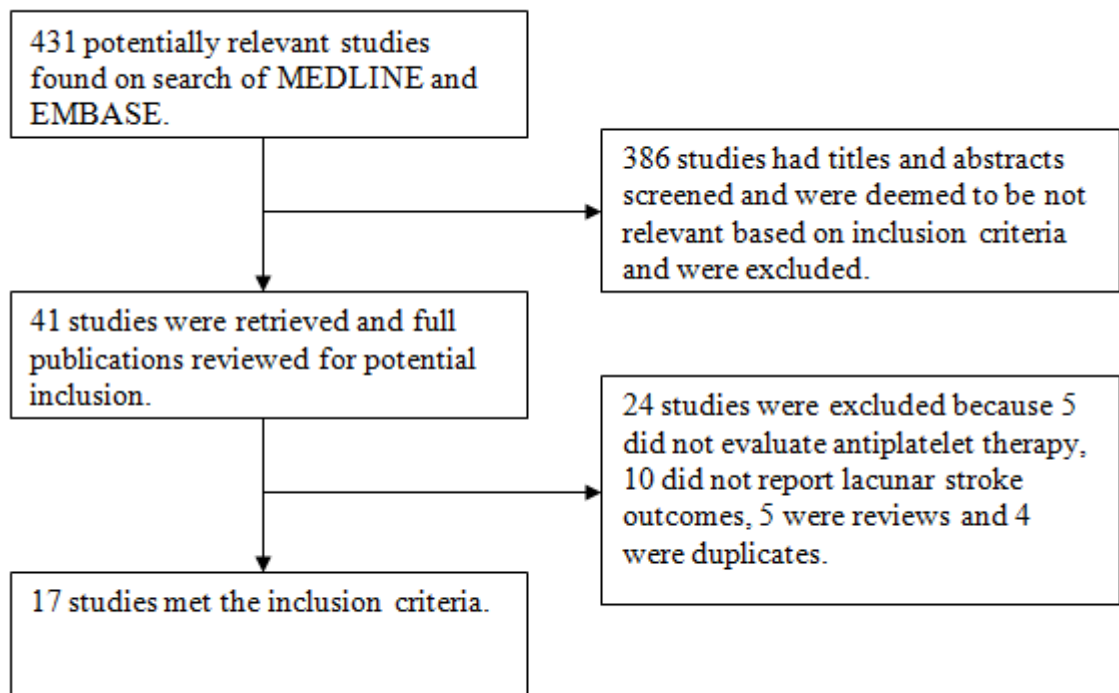 431 potentially relevant studies
found on search of MEDLINE and
EMBASE.
386 studies had titles and abstracts
screened and were deemed to be not
relevant based on inclusion criteria
and were excluded.
41 studies were retrieved and full
publications reviewed for potential
inclusion.
24 studies were excluded because 5
did not evaluate antiplatelet therapy,
10 did not report lacunar stroke
outcomes, 5 were reviews and 4
were duplicates.
17 studies met the inclusion criteria.